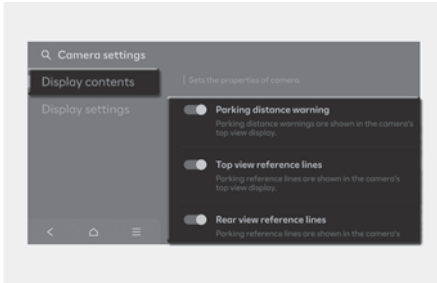 Camera settings
Display contents
Sets the properties of camera.
Display settings
Parking distance warning
Parking distance warnings are shown in the camera's
top view display.
Top view reference lines
Parking reference lines are shown in the camera's
top view display.
Rear view reference lines
Parking reference lines are shown in the camera's